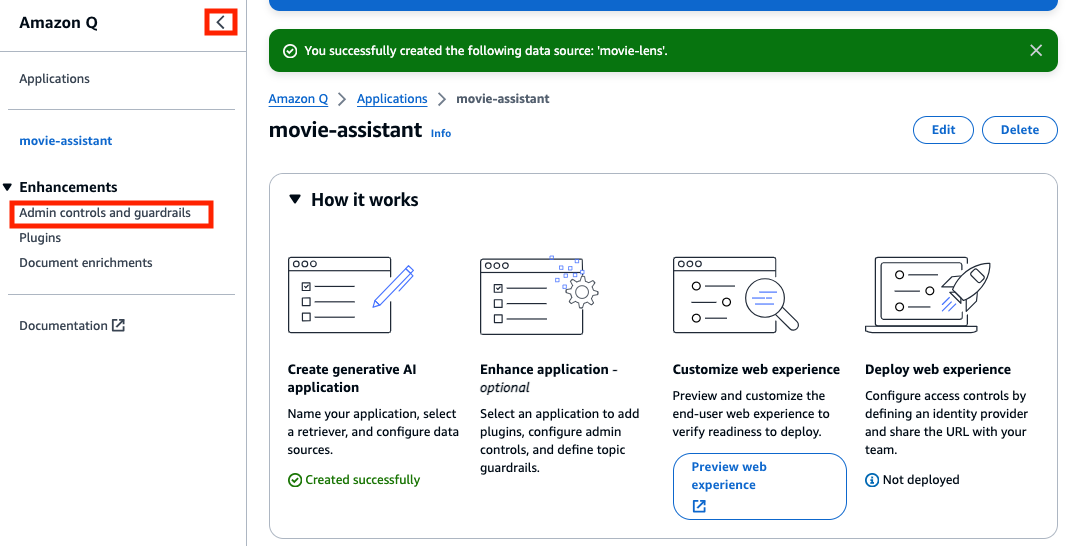 Amazon Q
Applications
movie-assistant
Enhancements
Admin controls and guardrails
Plugins
Document enrichments
Documentation
You successfully created the following data source: 'movie-lens'.
Amazon Q
Applications
movie-assistant
movie-assistant Info
Edit
Delete
How it works
Create generative AI
application
Name your application, select
a retriever, and configure data
sources.
Created successfully
Enhance application -
optional
Select an application to add
plugins, configure admin
controls, and define topic
guardrails.
Customize web experience
Preview and customize the
end-user web experience to
verify readiness to deploy.
Preview web
experience
Deploy web experience
Configure access controls by
defining an identity provider
and share the URL with your
team.
Not deployed